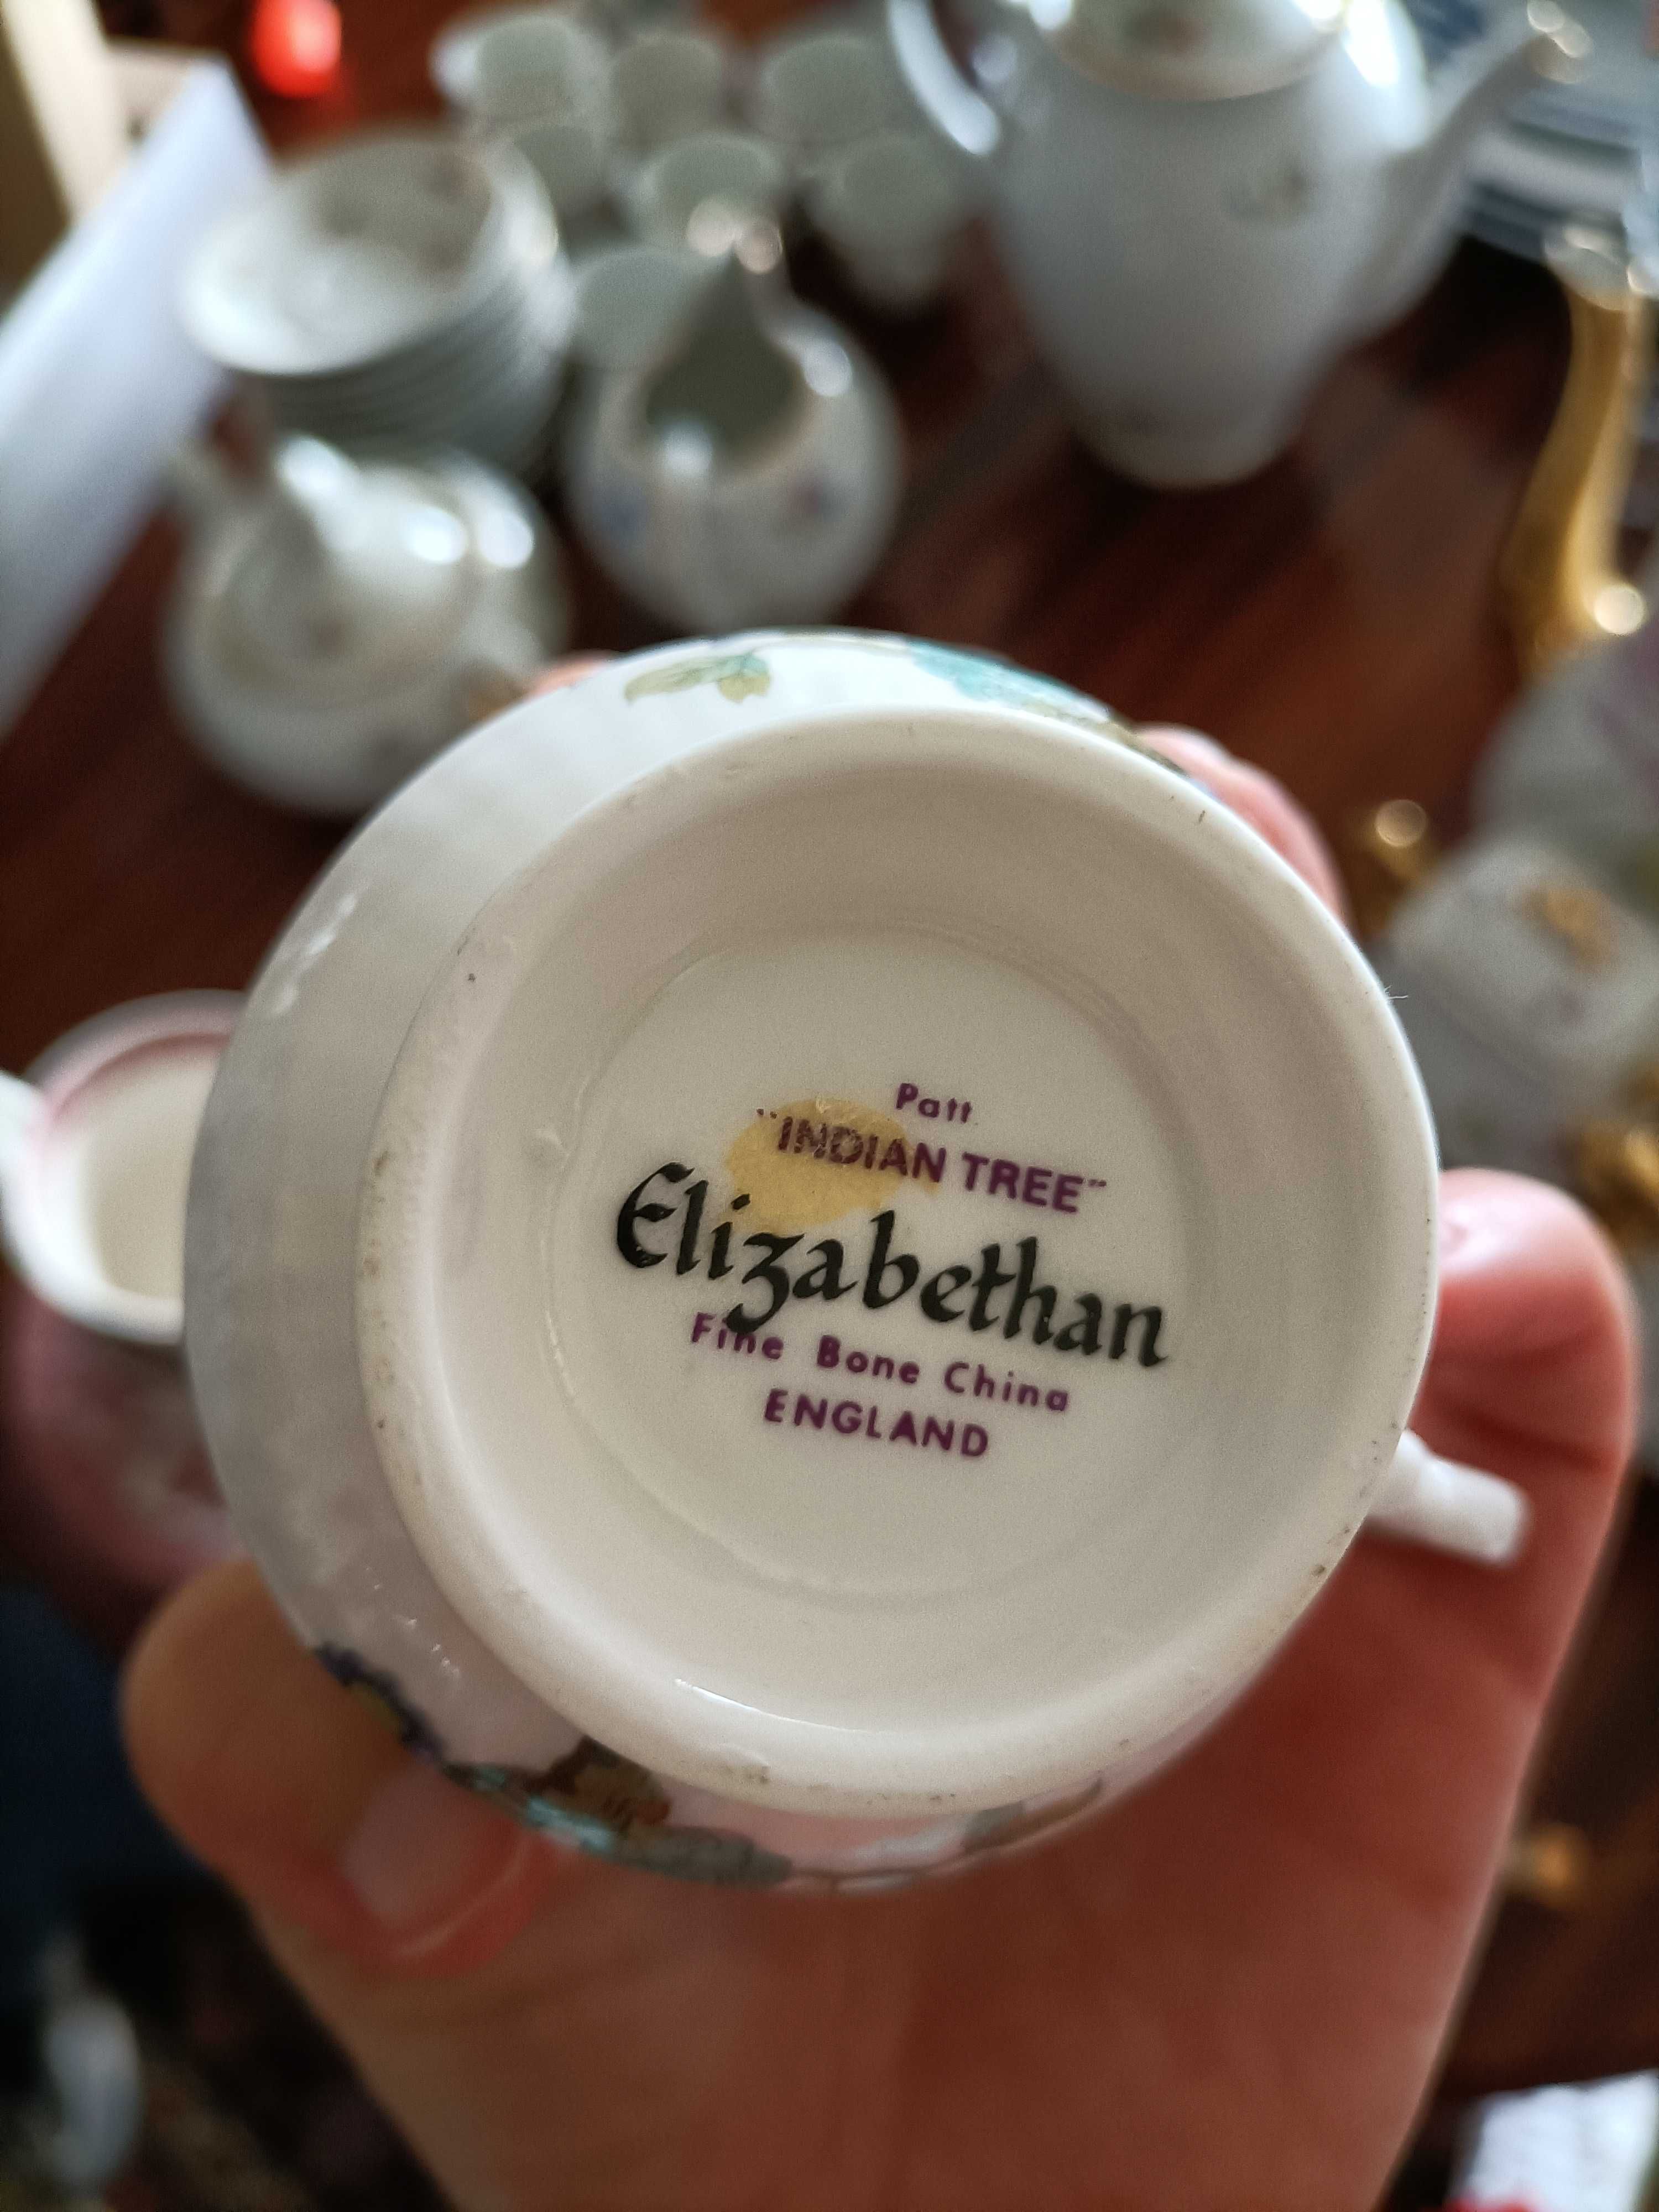 Patt
"INDIAN TREE"
Elizabethan
Fine Bone China
ENGLAND